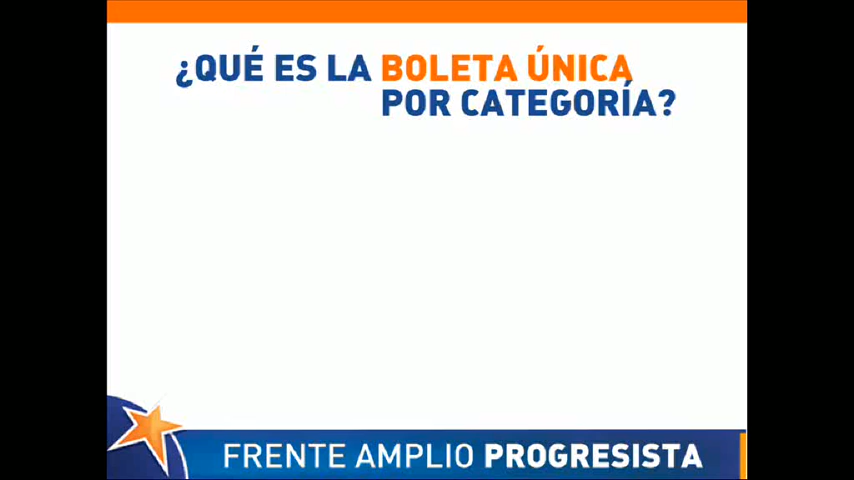 ¿QUÉ ES LA BOLETA ÚNICA
POR CATEGORÍA?
FRENTE AMPLIO PROGRESISTA